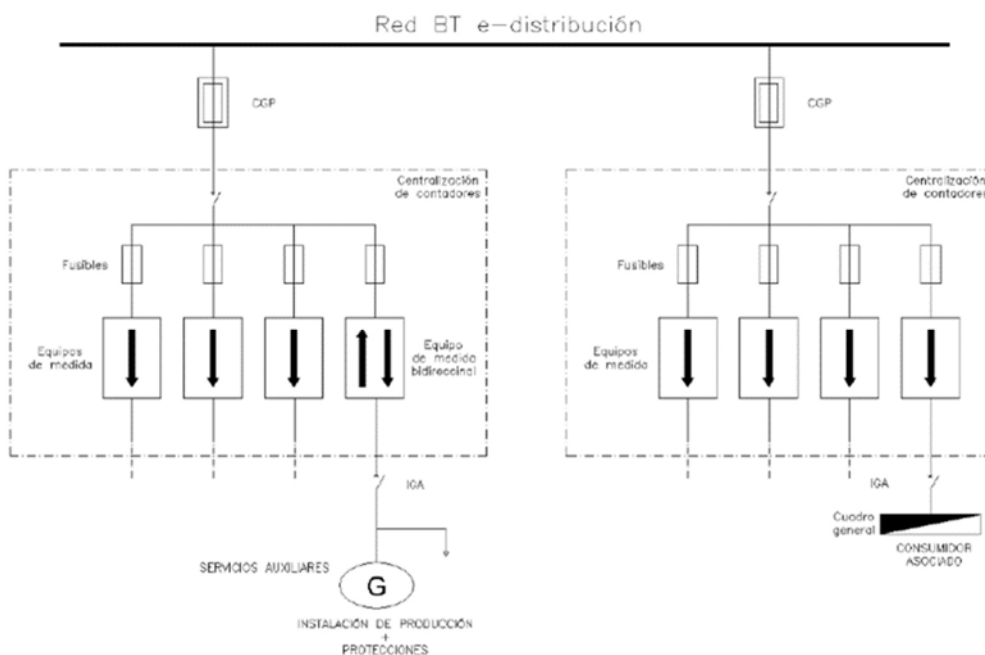 Red BT e-distribución
CGP
CGP
Centralización
de contadores
Centralización
de contadores
Fusibles
Fusibles
Equipos
de medida
Equipo
de medida
bidireccinal
Equipos
de medida
IGA
IGA
Cuadro
general
CONSUMIDOR
ASOCIADO
SERVICIOS AUXILIARES
G
INSTALACIÓN DE PRODUCCIÓN
+
PROTECCIONES